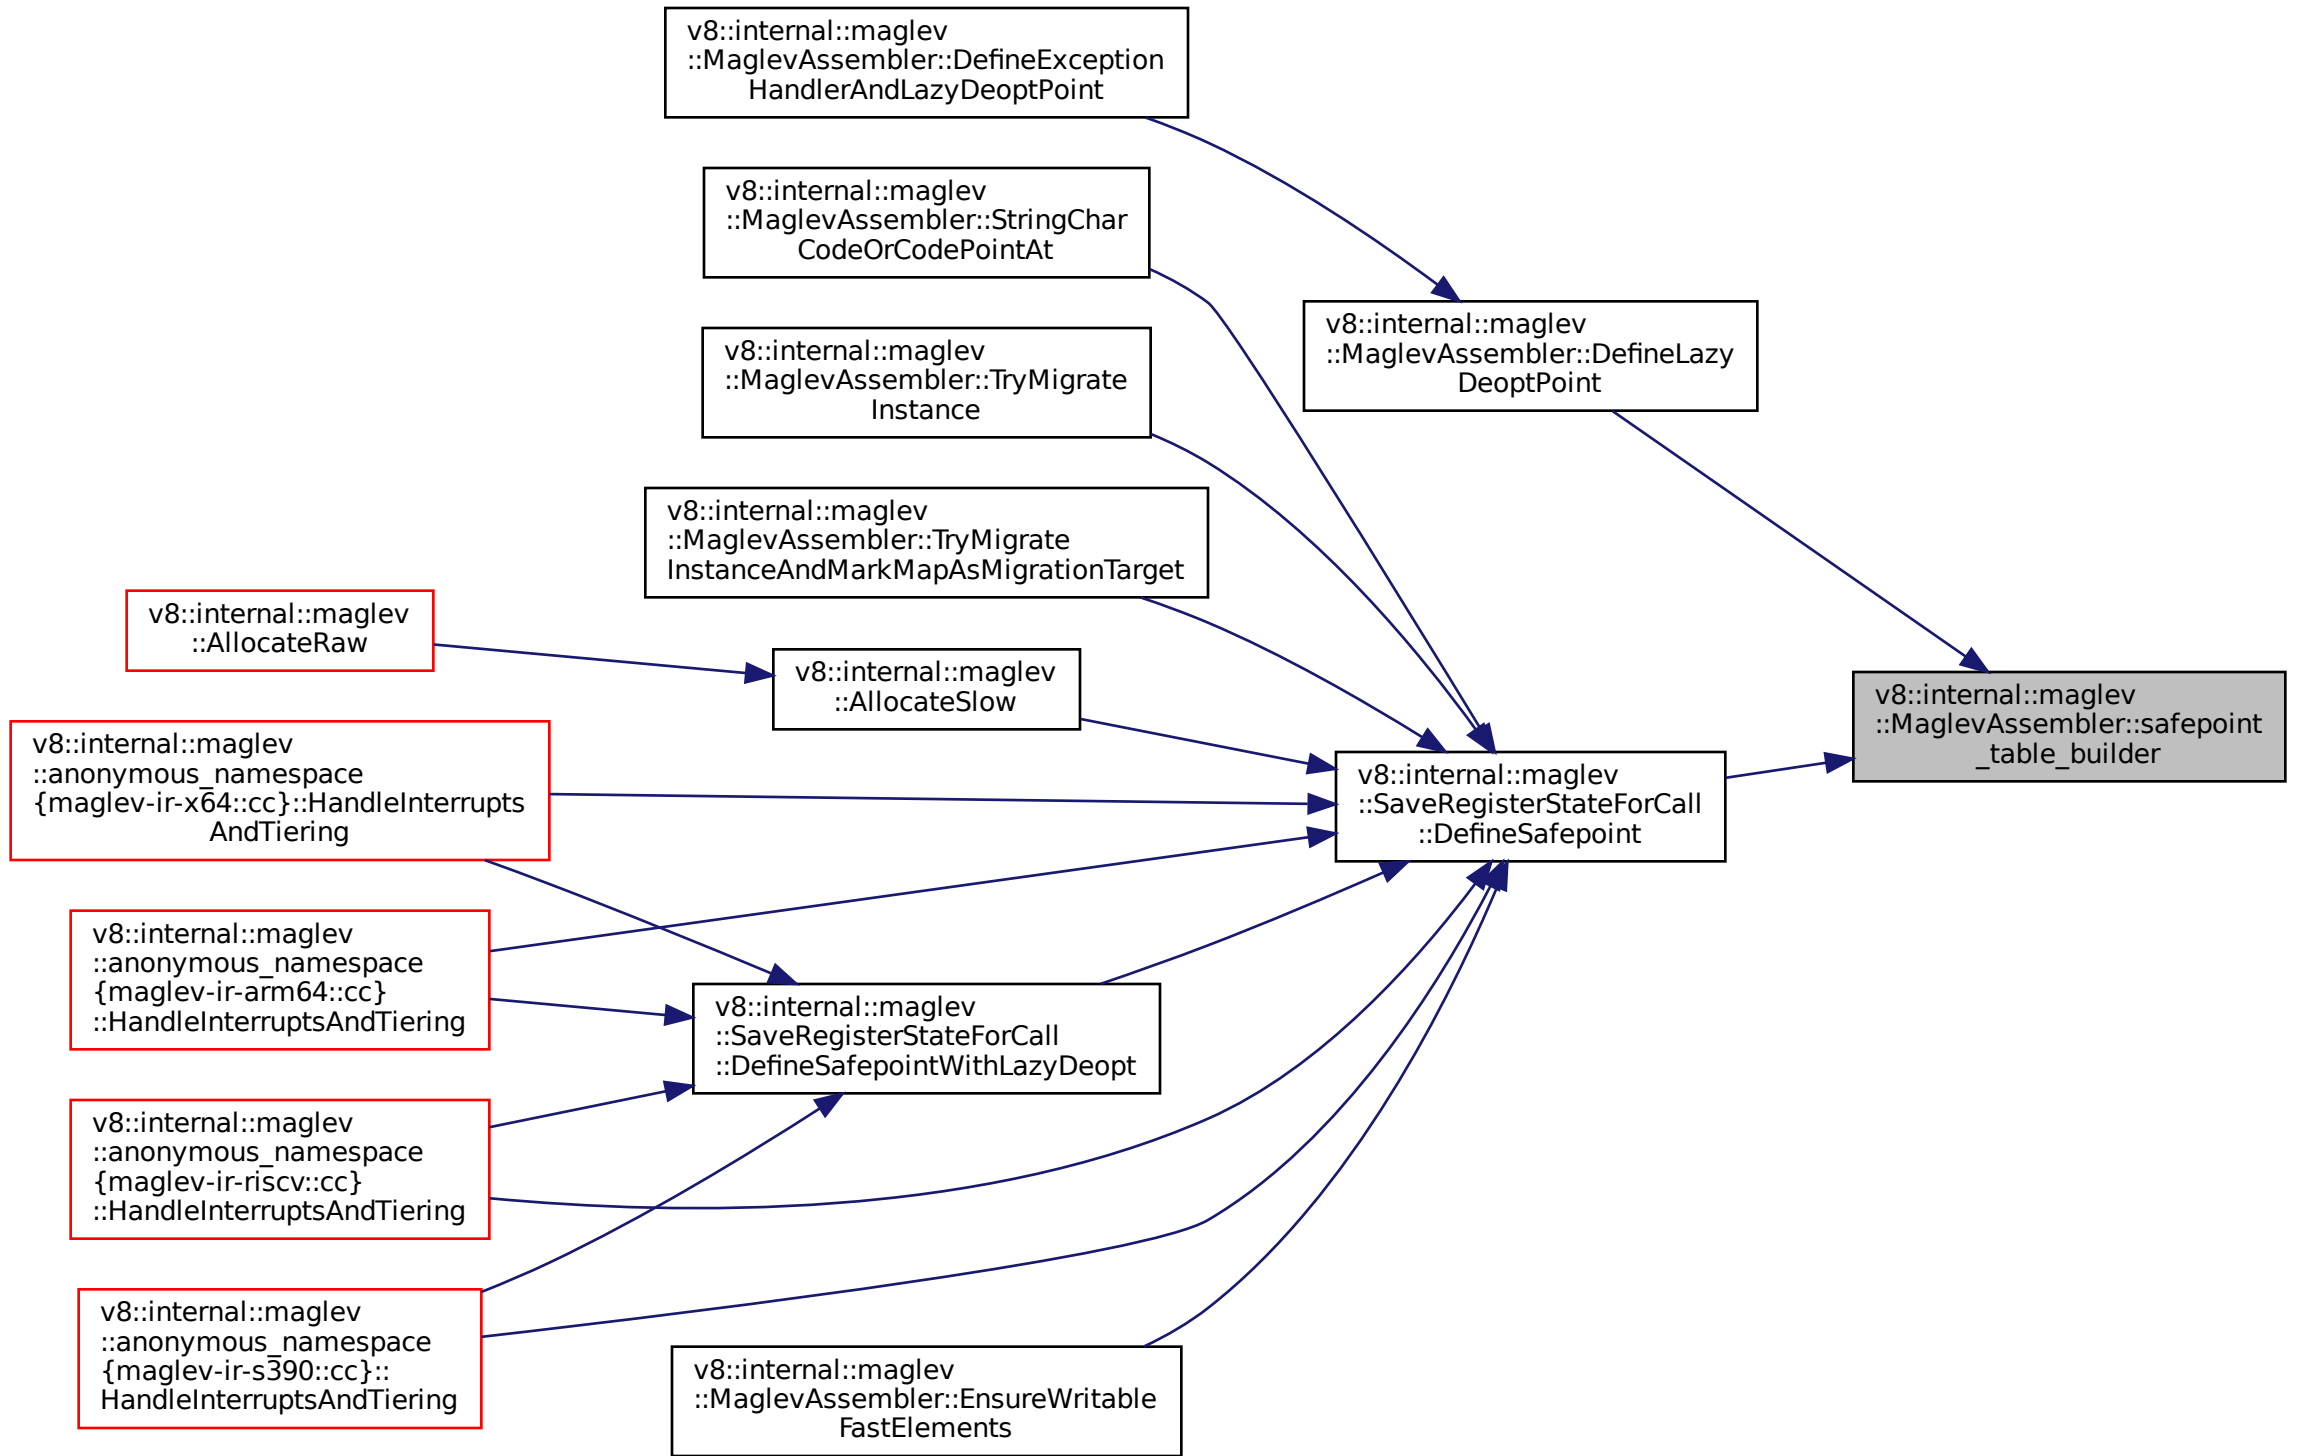 v8::internal::maglev
::MaglevAssembler::DefineException
HandlerAndLazyDeoptPoint
v8::internal::maglev
::MaglevAssembler::StringChar
CodeOrCodePointAt
v8::internal::maglev
::MaglevAssembler::DefineLazy
DeoptPoint
v8::internal::maglev
::MaglevAssembler::TryMigrate
Instance
v8::internal::maglev
::MaglevAssembler::TryMigrate
InstanceAndMarkMapAsMigrationTarget
v8::internal::maglev
::AllocateRaw
v8::internal::maglev
::AllocateSlow
v8::internal::maglev
::MaglevAssembler::safepoint
_table_builder
v8::internal::maglev
::anonymous_namespace
{maglev-ir-x64::cc}::HandleInterrupts
AndTiering
v8::internal::maglev
::SaveRegisterStateForCall
::DefineSafepoint
v8::internal::maglev
::anonymous_namespace
{maglev-ir-arm64::cc}
::HandleInterruptsAndTiering
v8::internal::maglev
::SaveRegisterStateForCall
::DefineSafepointWithLazyDeopt
v8::internal::maglev
::anonymous_namespace
{maglev-ir-riscv::cc}
::HandleInterruptsAndTiering
v8::internal::maglev
::anonymous_namespace
{maglev-ir-s390::cc}::
HandleInterruptsAndTiering
v8::internal::maglev
::MaglevAssembler::EnsureWritable
FastElements